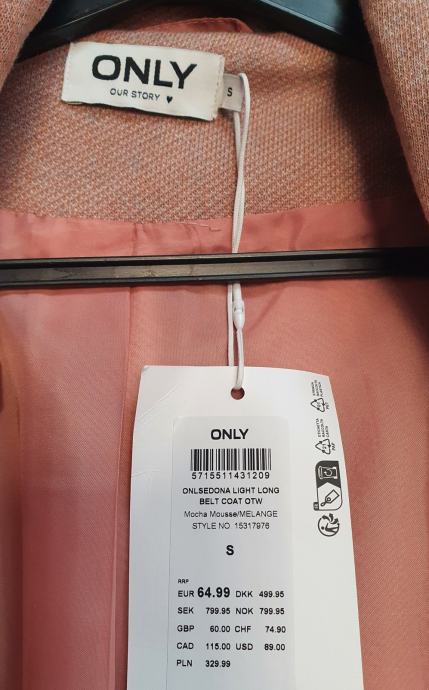 ONLY
OUR STORY ♥
S
ONLY
5715511431209
ONLSEDONA LIGHT LONG
BELT COAT OTW
Mocha Mousse/MELANGE
STYLE NO 15317976
S
RRP
EUR 64.99 DKK 499.95
SEK 799.95 NOK 799.95
GBP 60.00 CHF 74.90
CAD 115.00 USD 89.00
PLN 329.99